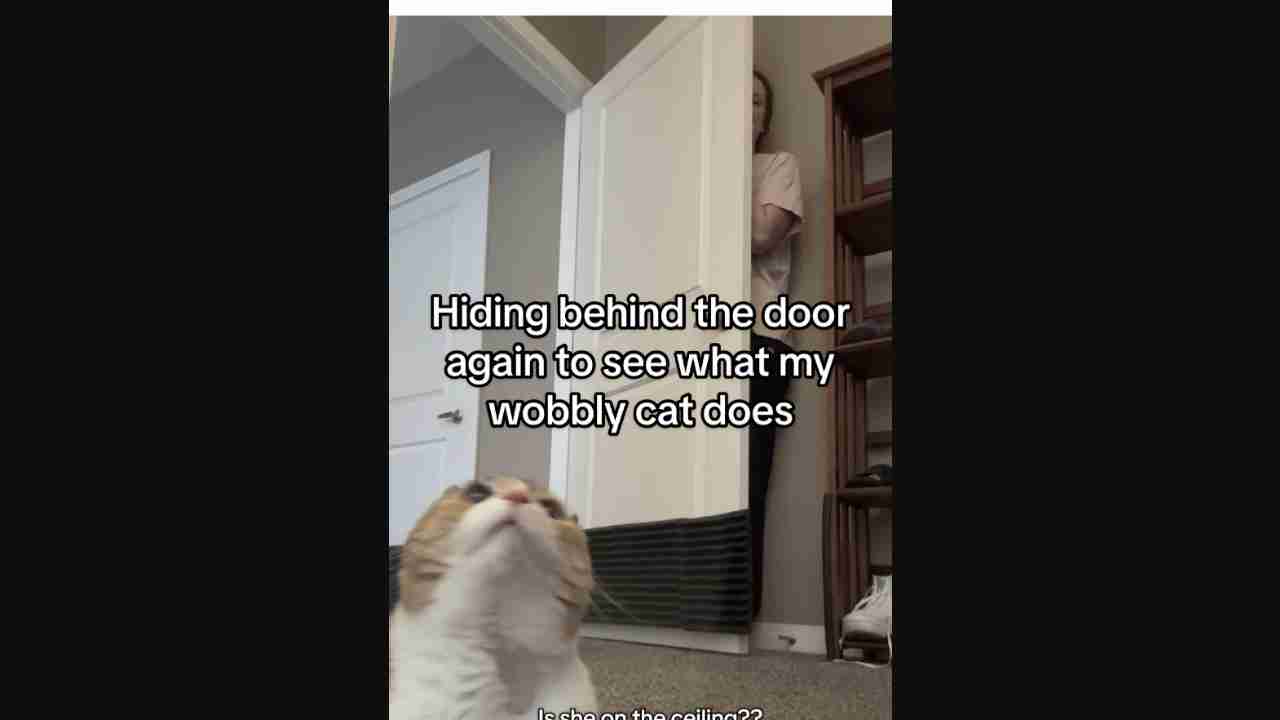 Hiding behind the door
again to see what my
wobbly cat does
Is she on the ceiling??